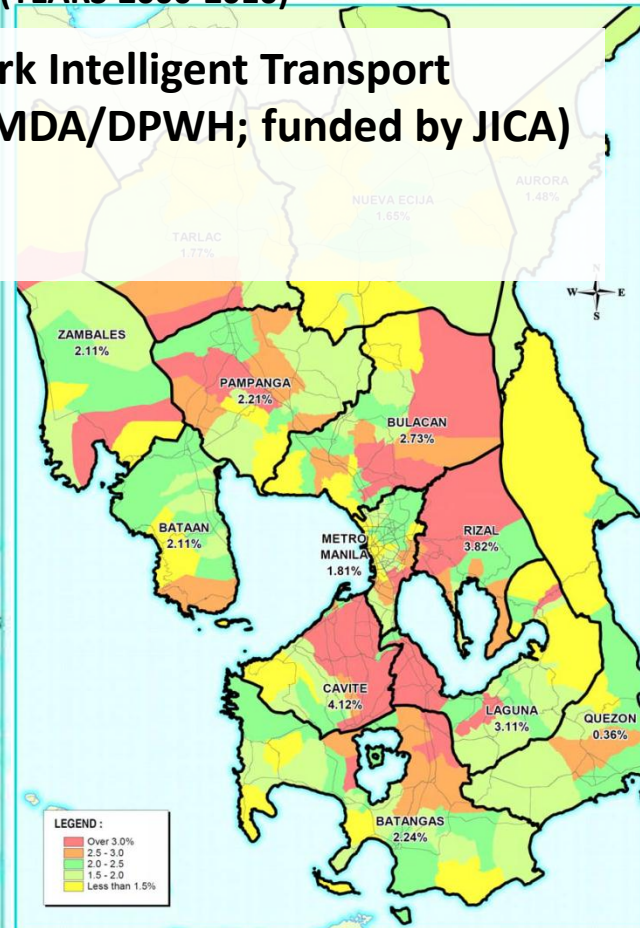 rk Intelligent Transport
MDA/DPWH; funded by JICA)
AURORA
1.48%
NUEVA ECIJA
1.65%
TARLAC
1.77%
N
W E
S
ZAMBALES
2.11%
PAMPANGA
2.21%
BULACAN
2.73%
BATAAN
2.11%
METRO
MANILA
1.81%
RIZAL
3.82%
CAVITE
4.12%
LAGUNA
3.11%
QUEZON
0.36%
BATANGAS
2.24%
LEGEND :
Over 3.0%
2.5 - 3.0
2.0 - 2.5
1.5 - 2.0
Less than 1.5%